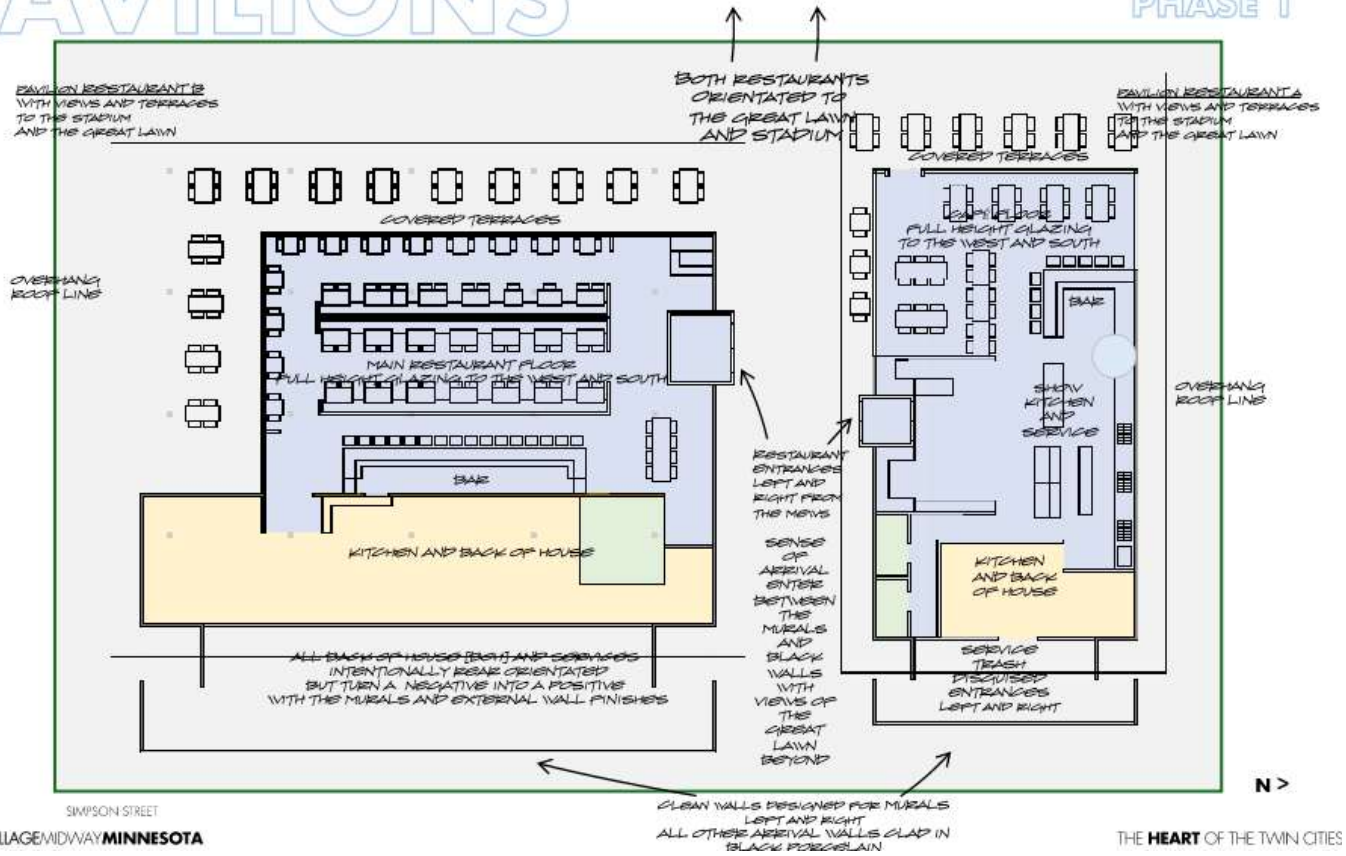 AVILIONS
PHASE 1
PAVILION RESTAURANT B
WITH VIEWS AND TERRACES
TO THE STADIUM
AND THE GREAT LAWN
BOTH RESTAURANTS
ORIENTATED TO
THE GREAT LAWN
AND STADIUM
PAVILION RESTAURANT A
WITH VIEWS AND TERRACES
TO THE STADIUM
AND THE GREAT LAWN
COVERED TERRACES
COVERED TERRACES
CAFÉ FLOOR
FULL HEIGHT GLAZING
TO THE WEST AND SOUTH
OVERHANG
ROOF LINE
BAR
MAIN RESTAURANT FLOOR
FULL HEIGHT GLAZING TO THE WEST AND SOUTH
SHOW
KITCHEN
AND
SERVICE
OVERHANG
ROOF LINE
BAR
RESTAURANT
ENTRANCES
LEFT AND
RIGHT FROM
THE MEWS
KITCHEN AND BACK OF HOUSE
SENSE
OF
ARRIVAL
ENTER
BETWEEN
THE
MURALS
AND
BLACK
WALLS
WITH
VIEWS OF
THE
GREAT
LAWN
BEYOND
KITCHEN
AND BACK
OF HOUSE
ALL BACK OF HOUSE [BOH] AND SERVICES
INTENTIONALLY REAR ORIENTATED
BUT TURN A NEGATIVE INTO A POSITIVE
WITH THE MURALS AND EXTERNAL WALL FINISHES
SERVICE
TRASH
DISGUISED
ENTRANCES
LEFT AND RIGHT
N >
SIMPSON STREET
CLEAN WALLS DESIGNED FOR MURALS
LEFT AND RIGHT
ALL OTHER ARRIVAL WALLS CLAD IN
BLACK PORCELAIN
LLAGEMIDWAYMINNESOTA
THE HEART OF THE TWIN CITIES